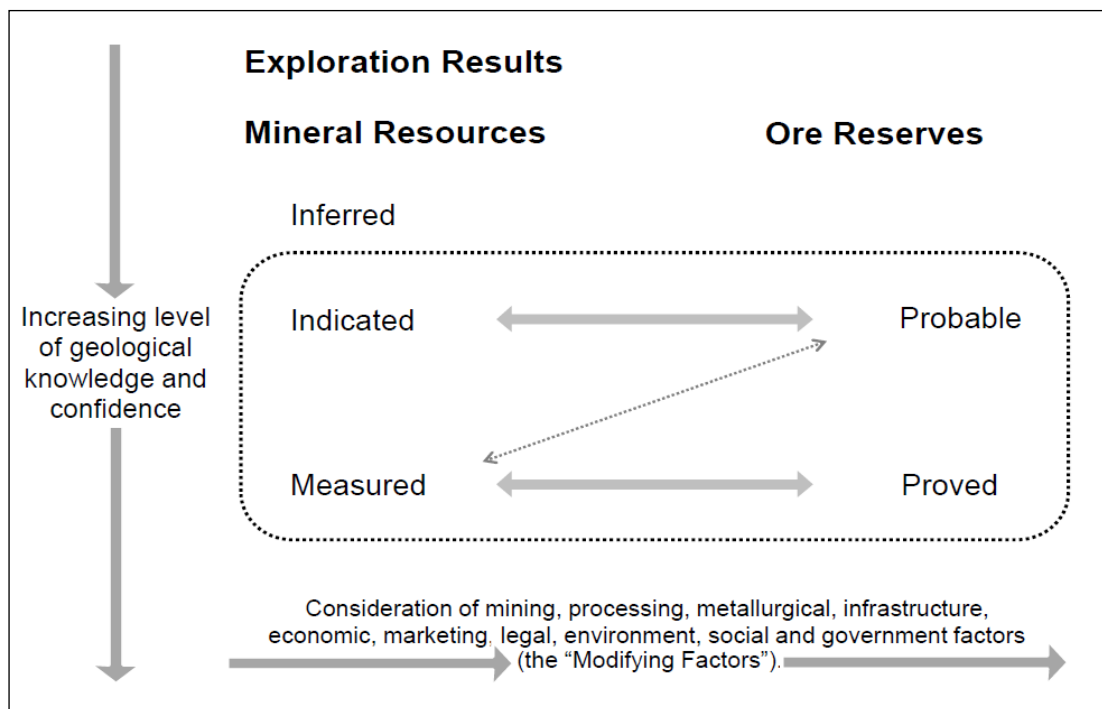 Exploration Results
Mineral Resources
Ore Reserves
Inferred
Increasing level
of geological
knowledge and
confidence
Indicated
Probable
Measured
Proved
Consideration of mining, processing, metallurgical, infrastructure,
economic, marketing, legal, environment, social and government factors
(the “Modifying Factors”).